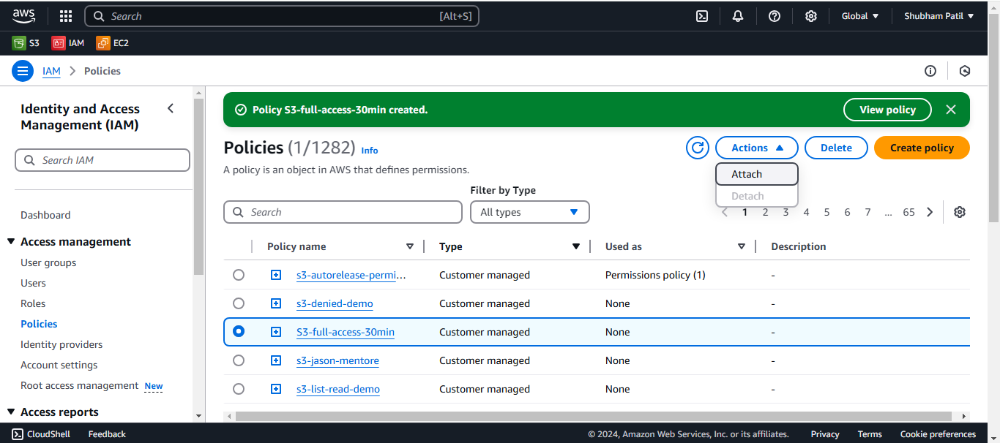 aws Search [Alt+S] Global Shubham Patil
S3 IAM EC2
IAM Policies
Identity and Access
Management (IAM)
Search IAM
Dashboard
Access management
User groups
Users
Roles
Policies
Identity providers
Account settings
Root access management New
Access reports
Policy S3-full-access-30min created. View policy
Policies (1/1282) Info Actions Delete Create policy
A policy is an object in AWS that defines permissions.
Attach
Detach
Filter by Type
Search All types 1 2 3 4 5 6 7 ... 65
Policy name Type Used as Description
s3-autorelease-permi... Customer managed Permissions policy (1) -
s3-denied-demo Customer managed None -
S3-full-access-30min Customer managed None -
s3-jason-mentore Customer managed None -
s3-list-read-demo Customer managed None -
CloudShell Feedback © 2024, Amazon Web Services, Inc. or its affiliates. Privacy Terms Cookie preferences